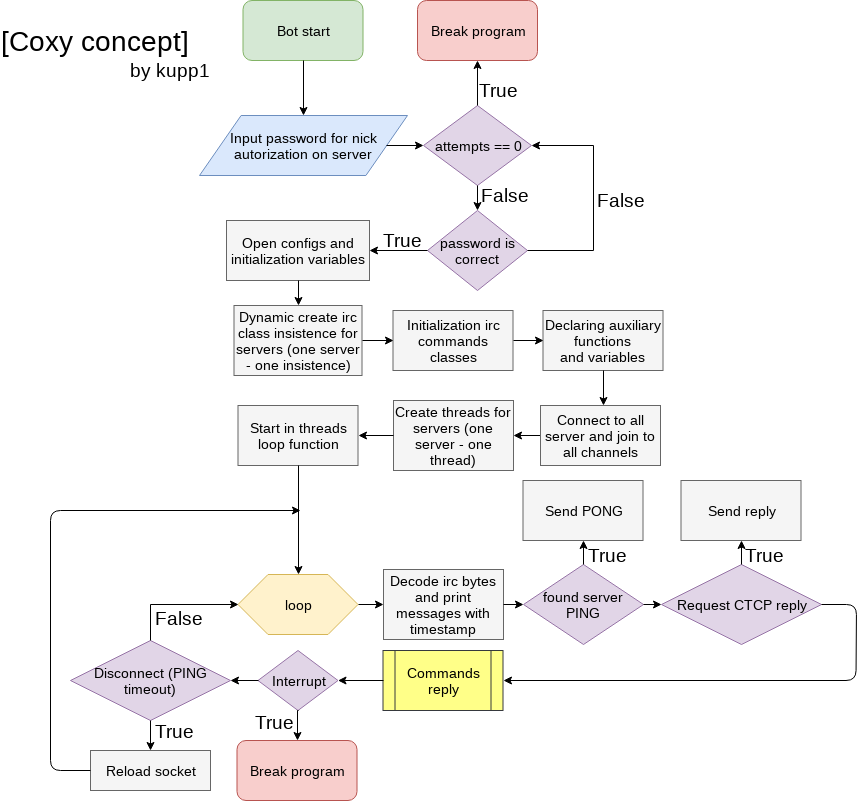 [Coxy concept]
by kupp1
Bot start
Break program
True
Input password for nick
autorization on server
attempts == 0
False
False
password is
correct
True
Open configs and
initialization variables
Dynamic create irc
class insistence for
servers (one server
- one insistence)
Initialization irc
commands
classes
Declaring auxiliary
functions
and variables
Connect to all
server and join to
all channels
Create threads for
servers (one
server - one
thread)
Start in threads
loop function
Send PONG
Send reply
True
True
loop
Decode irc bytes
and print
messages with
timestamp
found server
PING
Request CTCP reply
False
Commands
reply
Interrupt
Disconnect (PING
timeout)
True
True
Reload socket
Break program